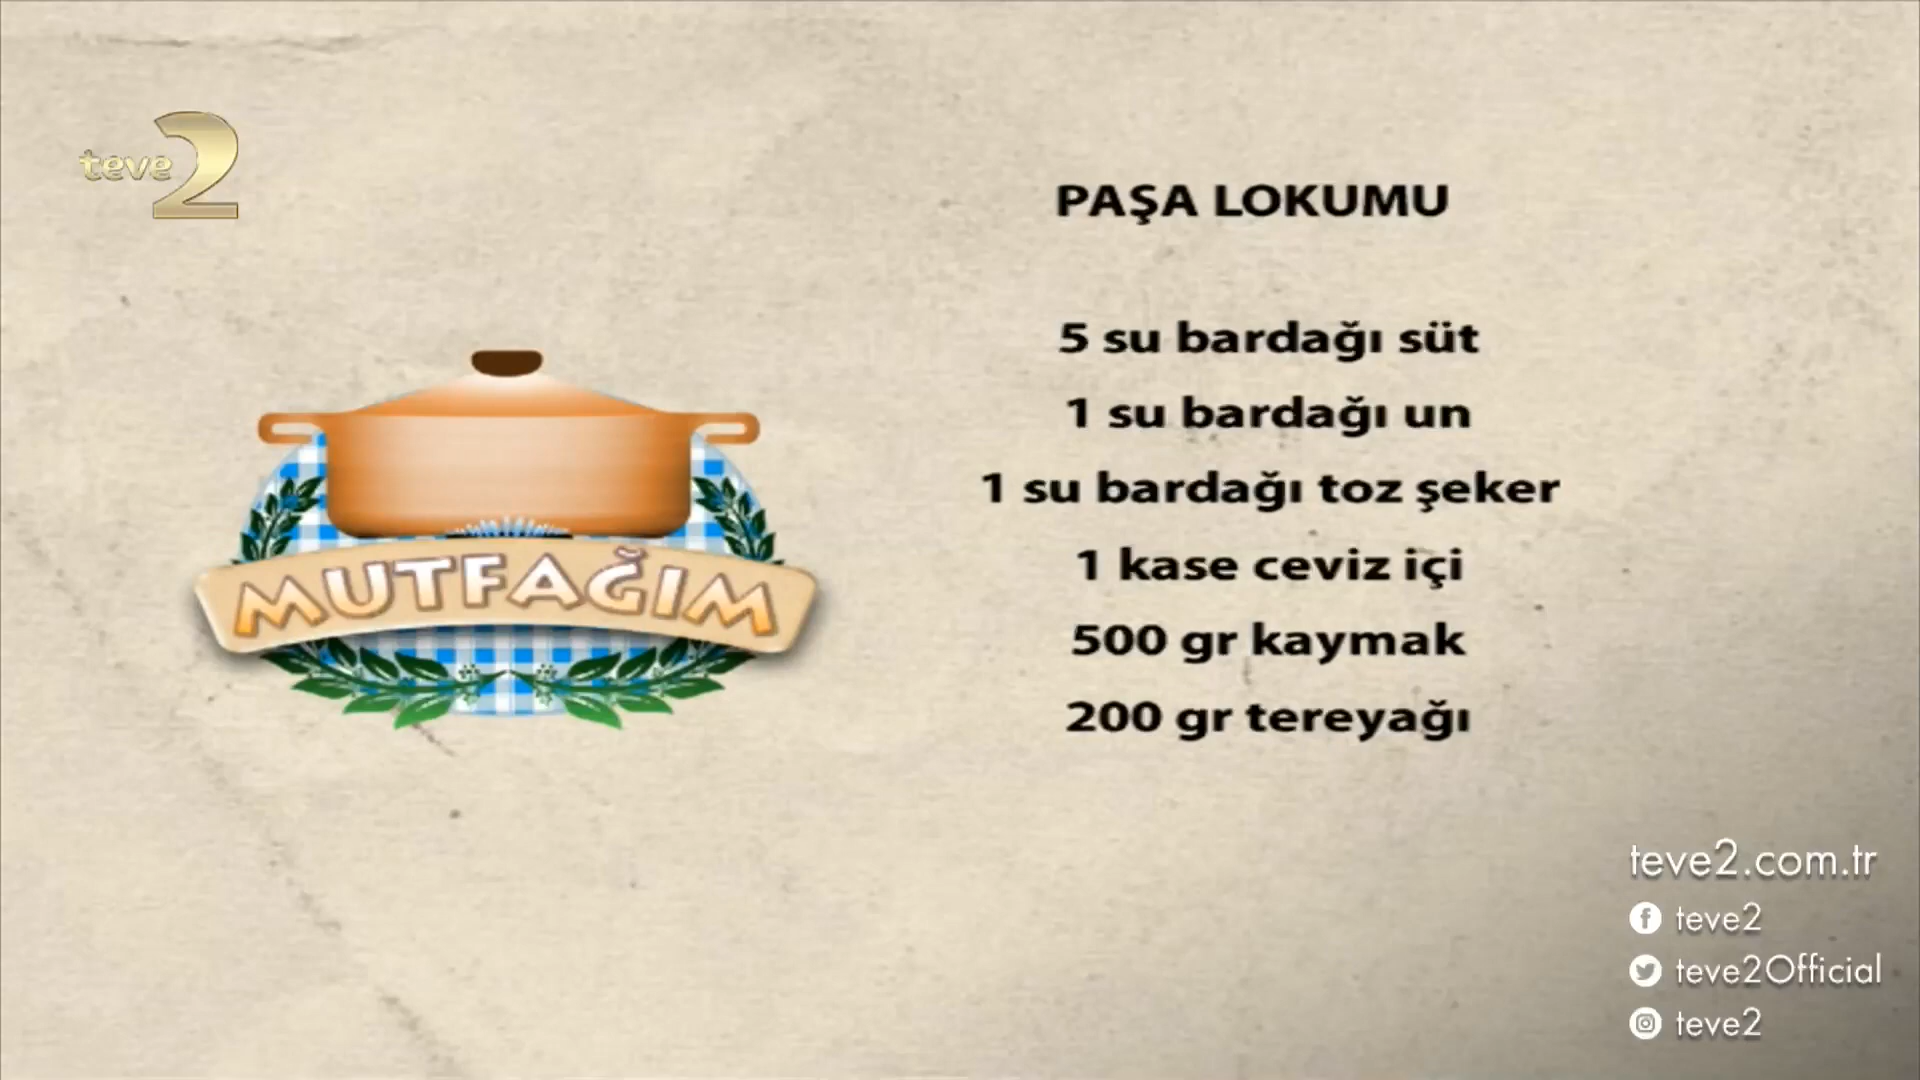 teve2
PAŞA LOKUMU
5 su bardağı süt
1 su bardağı un
1 su bardağı toz şeker
1 kase ceviz içi
500 gr kaymak
200 gr tereyağı
MUTFAĞIM
teve2.com.tr
teve2
teve2Official
teve2